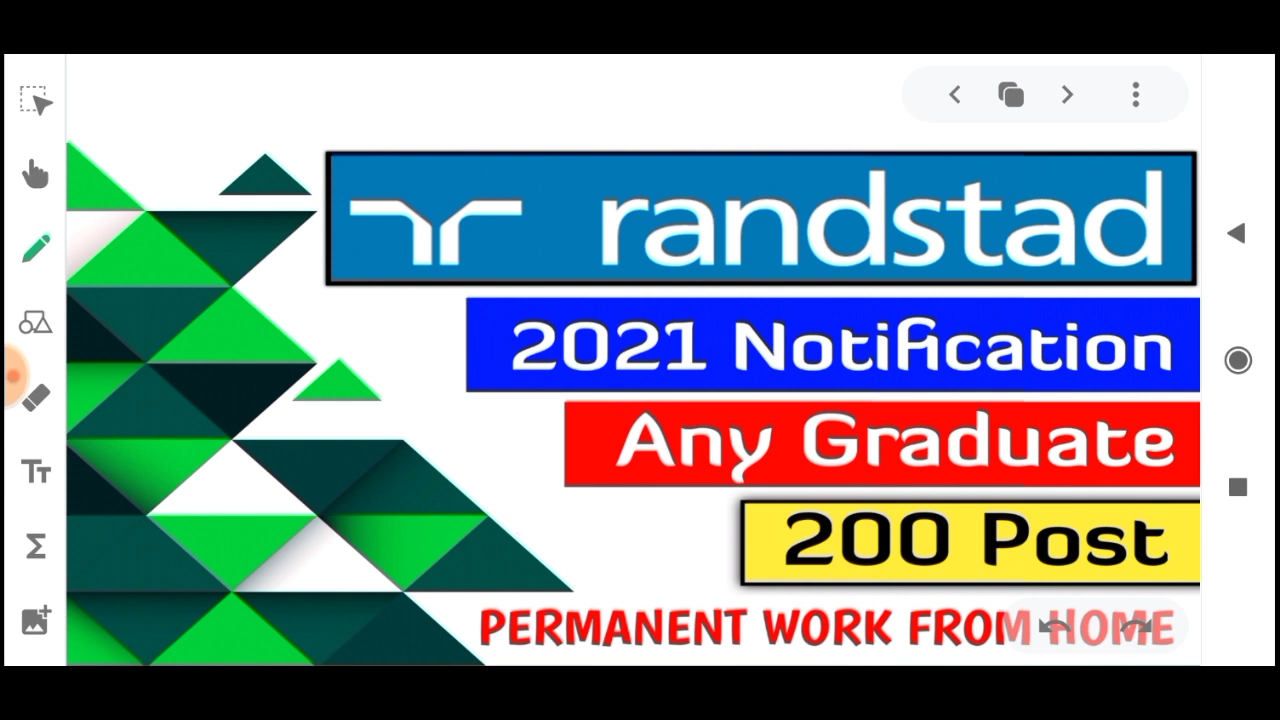 randstad
2021 Notification
Any Graduate
200 Post
PERMANENT WORK FROM HOME